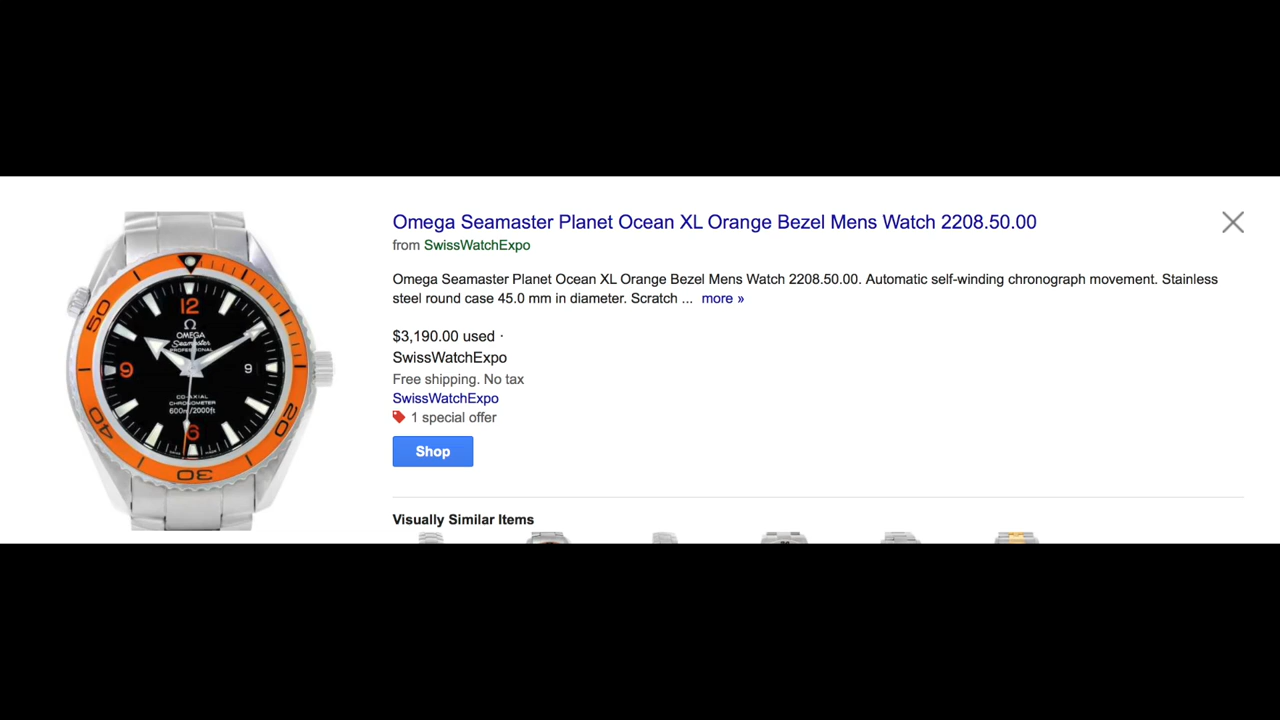 Omega Seamaster Planet Ocean XL Orange Bezel Mens Watch 2208.50.00
from SwissWatchExpo
Omega Seamaster Planet Ocean XL Orange Bezel Mens Watch 2208.50.00. Automatic self-winding chronograph movement. Stainless
steel round case 45.0 mm in diameter. Scratch ... more »
$3,190.00 used ·
SwissWatchExpo
Free shipping. No tax
SwissWatchExpo
1 special offer
Shop
Visually Similar Items
12
50
Ω
OMEGA
Seamaster
PROFESSIONAL
9
9
CO-AXIAL
CHRONOMETER
600m/2000ft
40
20
6
30